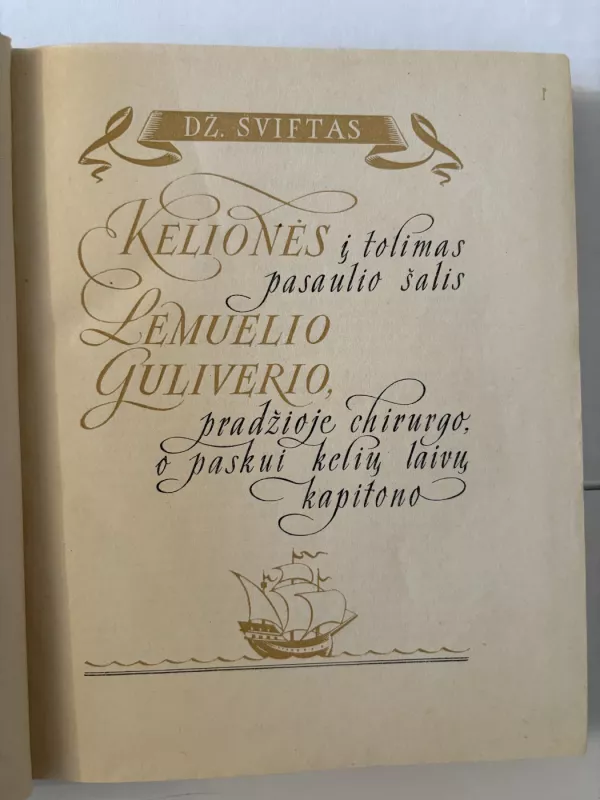 DŽ. SVIFTAS
KELIONĖS į tolimas
pasaulio šalis
LEMUELIO
GULIVERIO,
pradžioje chirurgo,
o paskui kelių laivų
kapitono